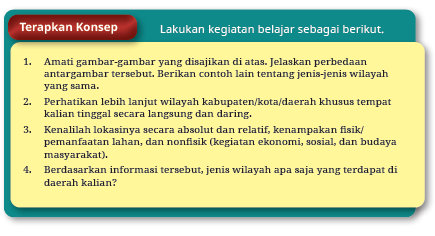 Terapkan Konsep
Lakukan kegiatan belajar sebagai berikut.
1. Amati gambar-gambar yang disajikan di atas. Jelaskan perbedaan
antargambar tersebut. Berikan contoh lain tentang jenis-jenis wilayah
yang sama.
2. Perhatikan lebih lanjut wilayah kabupaten/kota/daerah khusus tempat
kalian tinggal secara langsung dan daring.
3. Kenalilah lokasinya secara absolut dan relatif, kenampakan fisik/
pemanfaatan lahan, dan nonfisik (kegiatan ekonomi, sosial, dan budaya
masyarakat).
4. Berdasarkan informasi tersebut, jenis wilayah apa saja yang terdapat di
daerah kalian?